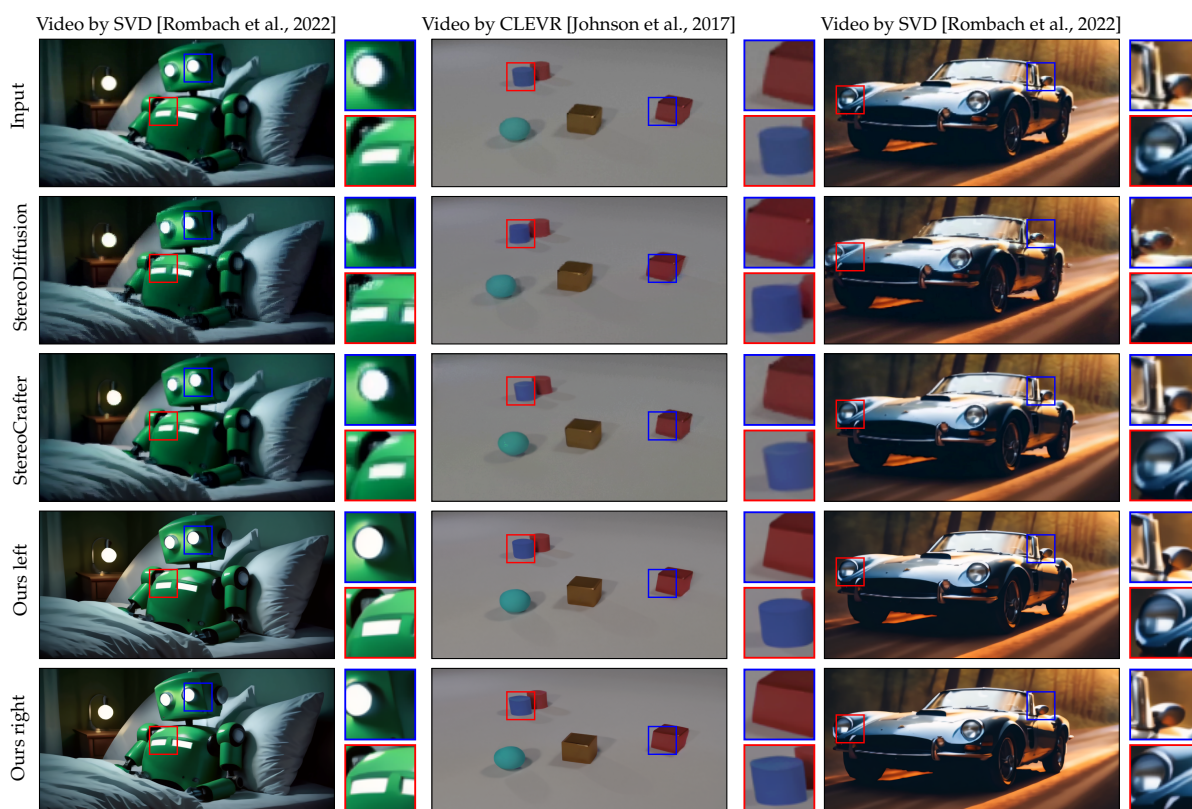 Video by SVD [Rombach et al., 2022]
Video by CLEVR [Johnson et al., 2017]
Video by SVD [Rombach et al., 2022]
Input
StereoDiffusion
StereoCrafter
Ours left
Ours right